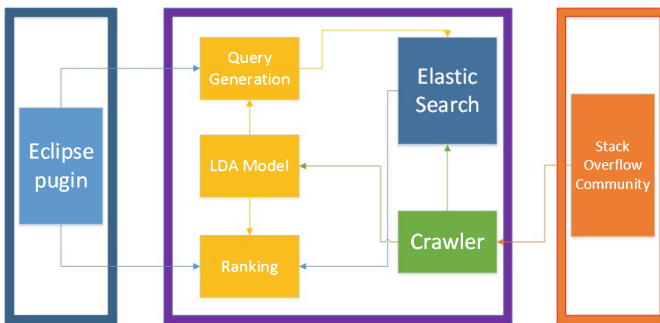 Query
Generation
Elastic
Search
Eclipse
pugin
LDA Model
Stack
Overflow
Community
Ranking
Crawler